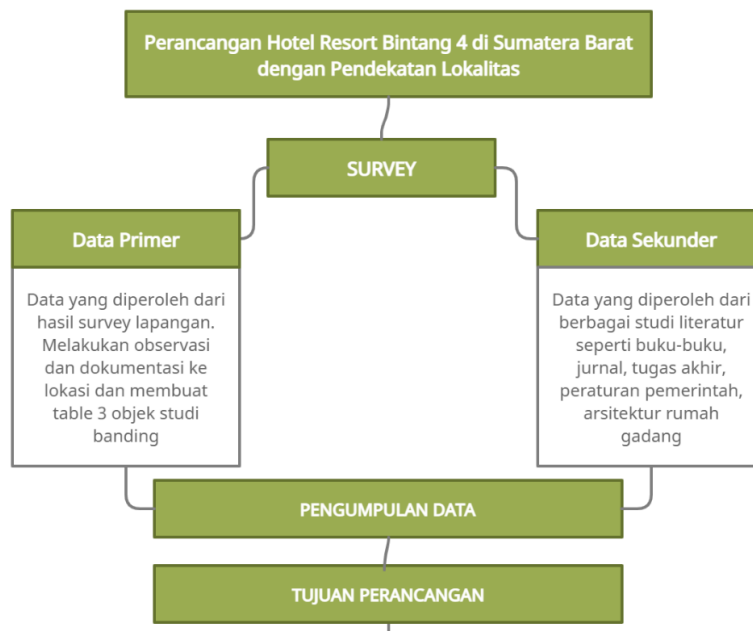 Perancangan Hotel Resort Bintang 4 di Sumatera Barat
dengan Pendekatan Lokalitas
SURVEY
Data Primer
Data yang diperoleh dari
hasil survey lapangan.
Melakukan observasi
dan dokumentasi ke
lokasi dan membuat
table 3 objek studi
banding
Data Sekunder
Data yang diperoleh dari
berbagai studi literatur
seperti buku-buku,
jurnal, tugas akhir,
peraturan pemerintah,
arsitektur rumah
gadang
PENGUMPULAN DATA
TUJUAN PERANCANGAN